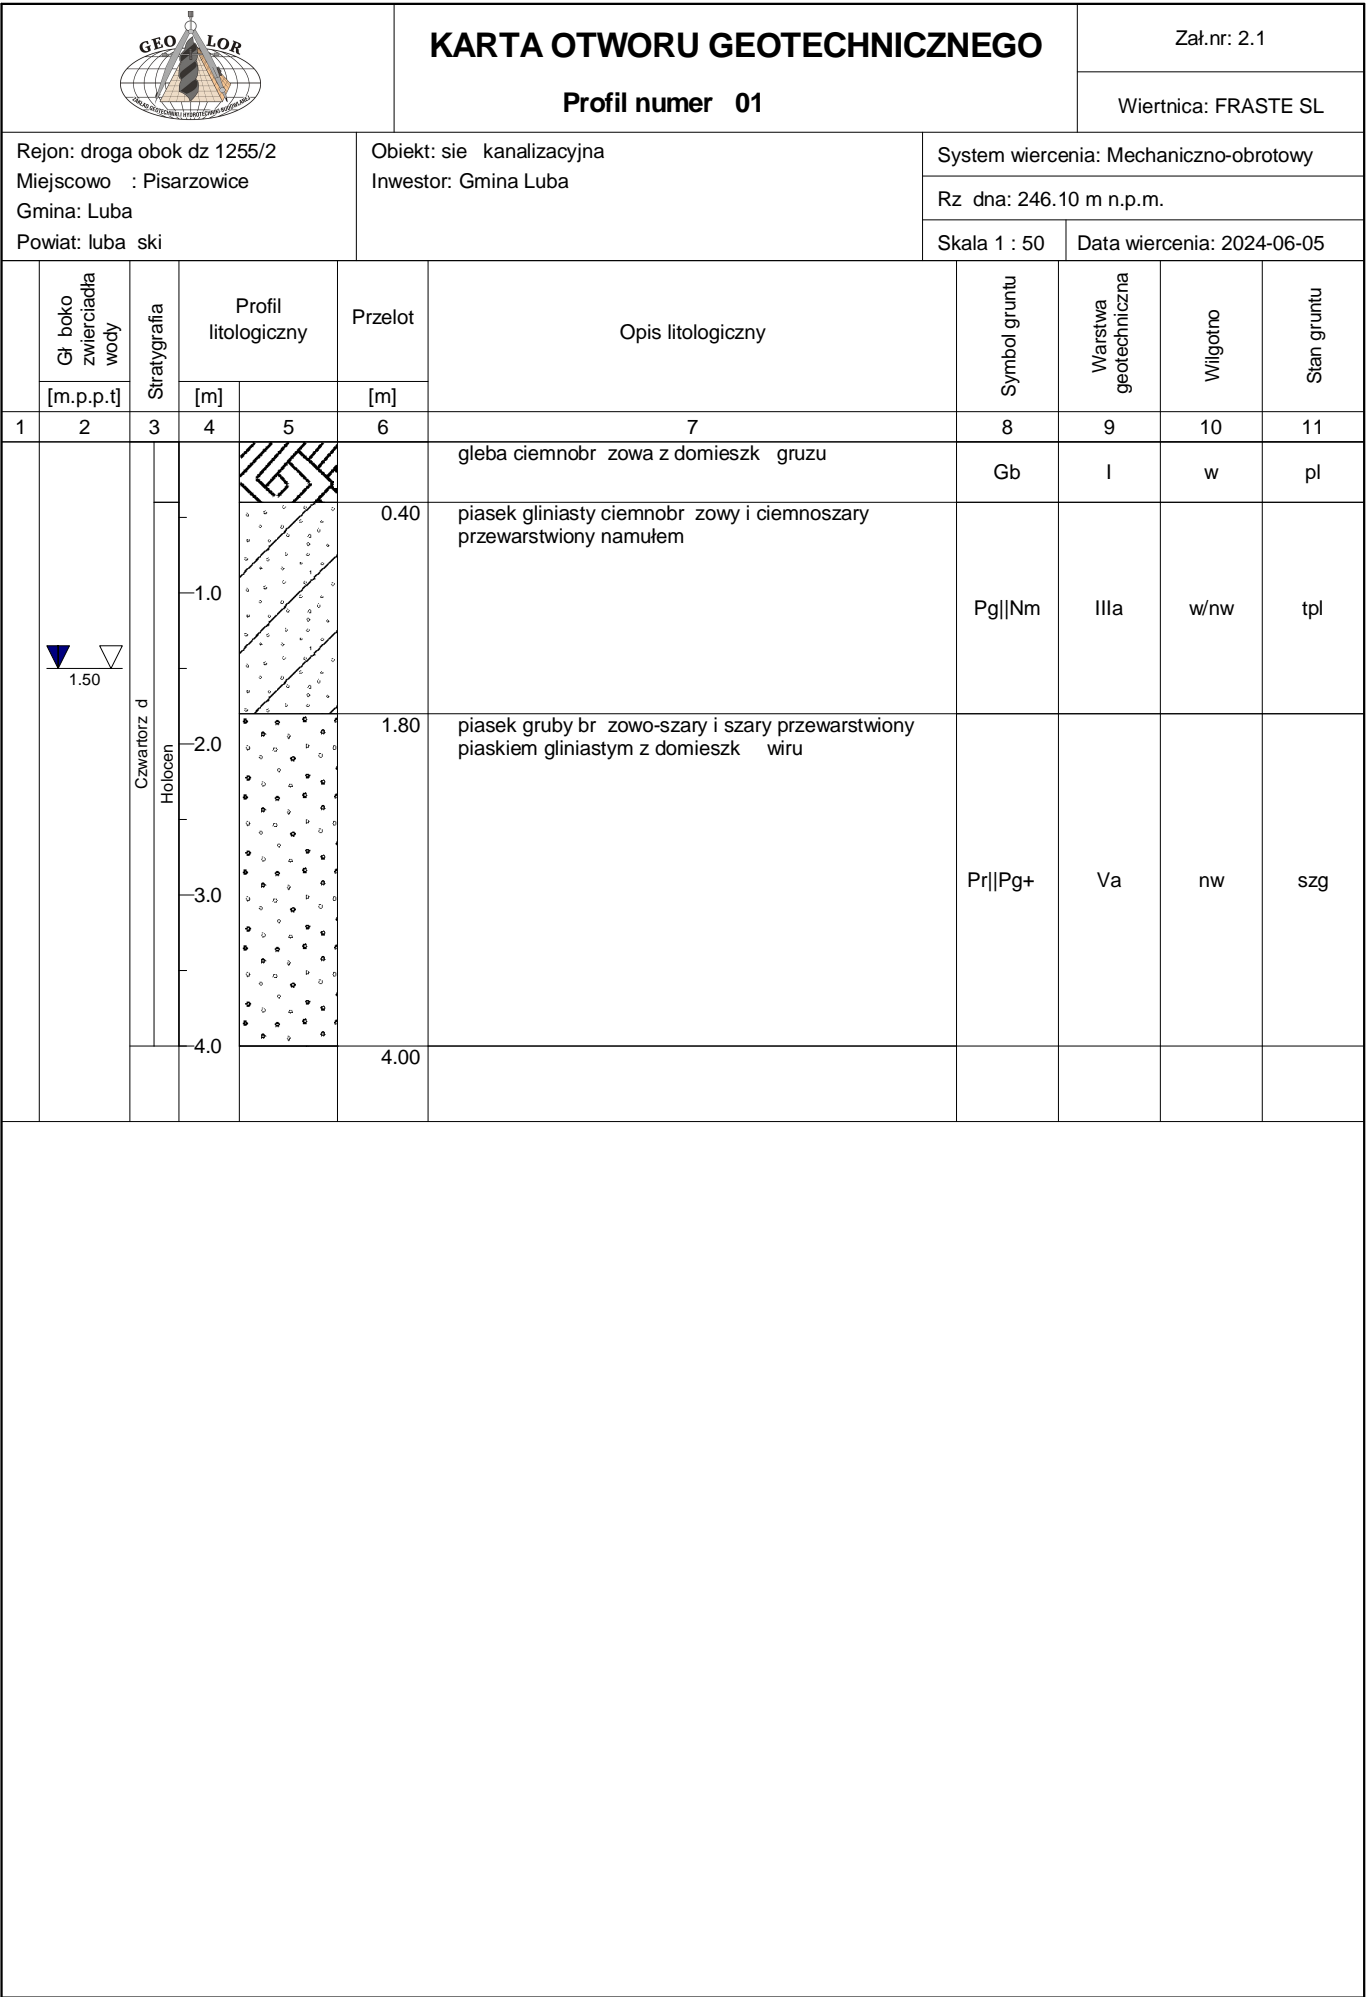 GEO LOR
ZAKŁAD GEOTECHNIKI I HYDROTECHNIKI BUDOWLANEJ
KARTA OTWORU GEOTECHNICZNEGO
Profil numer 01
Zał.nr: 2.1
Wiertnica: FRASTE SL
Rejon: droga obok dz 1255/2
Miejscowo : Pisarzowice
Gmina: Luba
Powiat: luba ski
Obiekt: sie kanalizacyjna
Inwestor: Gmina Luba
System wiercenia: Mechaniczno-obrotowy
Rz dna: 246.10 m n.p.m.
Skala 1 : 50
Data wiercenia: 2024-06-05
Gł boko
zwierciadła
wody
[m.p.p.t]
Stratygrafia
Profil
litologiczny
[m]
Przelot
[m]
Opis litologiczny
Symbol gruntu
Warstwa
geotechniczna
Wilgotno
Stan gruntu
1 2 3 4 5 6 7 8 9 10 11
gleba ciemnobr zowa z domieszk gruzu
Gb I w pl
0.40 piasek gliniasty ciemnobr zowy i ciemnoszary
przewarstwiony namułem
1.0
Pg||Nm IIIa w/nw tpl
1.50
Czwartorz d
Holocen
1.80 piasek gruby br zowo-szary i szary przewarstwiony
piaskiem gliniastym z domieszk wiru
2.0
3.0
Pr||Pg+ Va nw szg
4.0
4.00